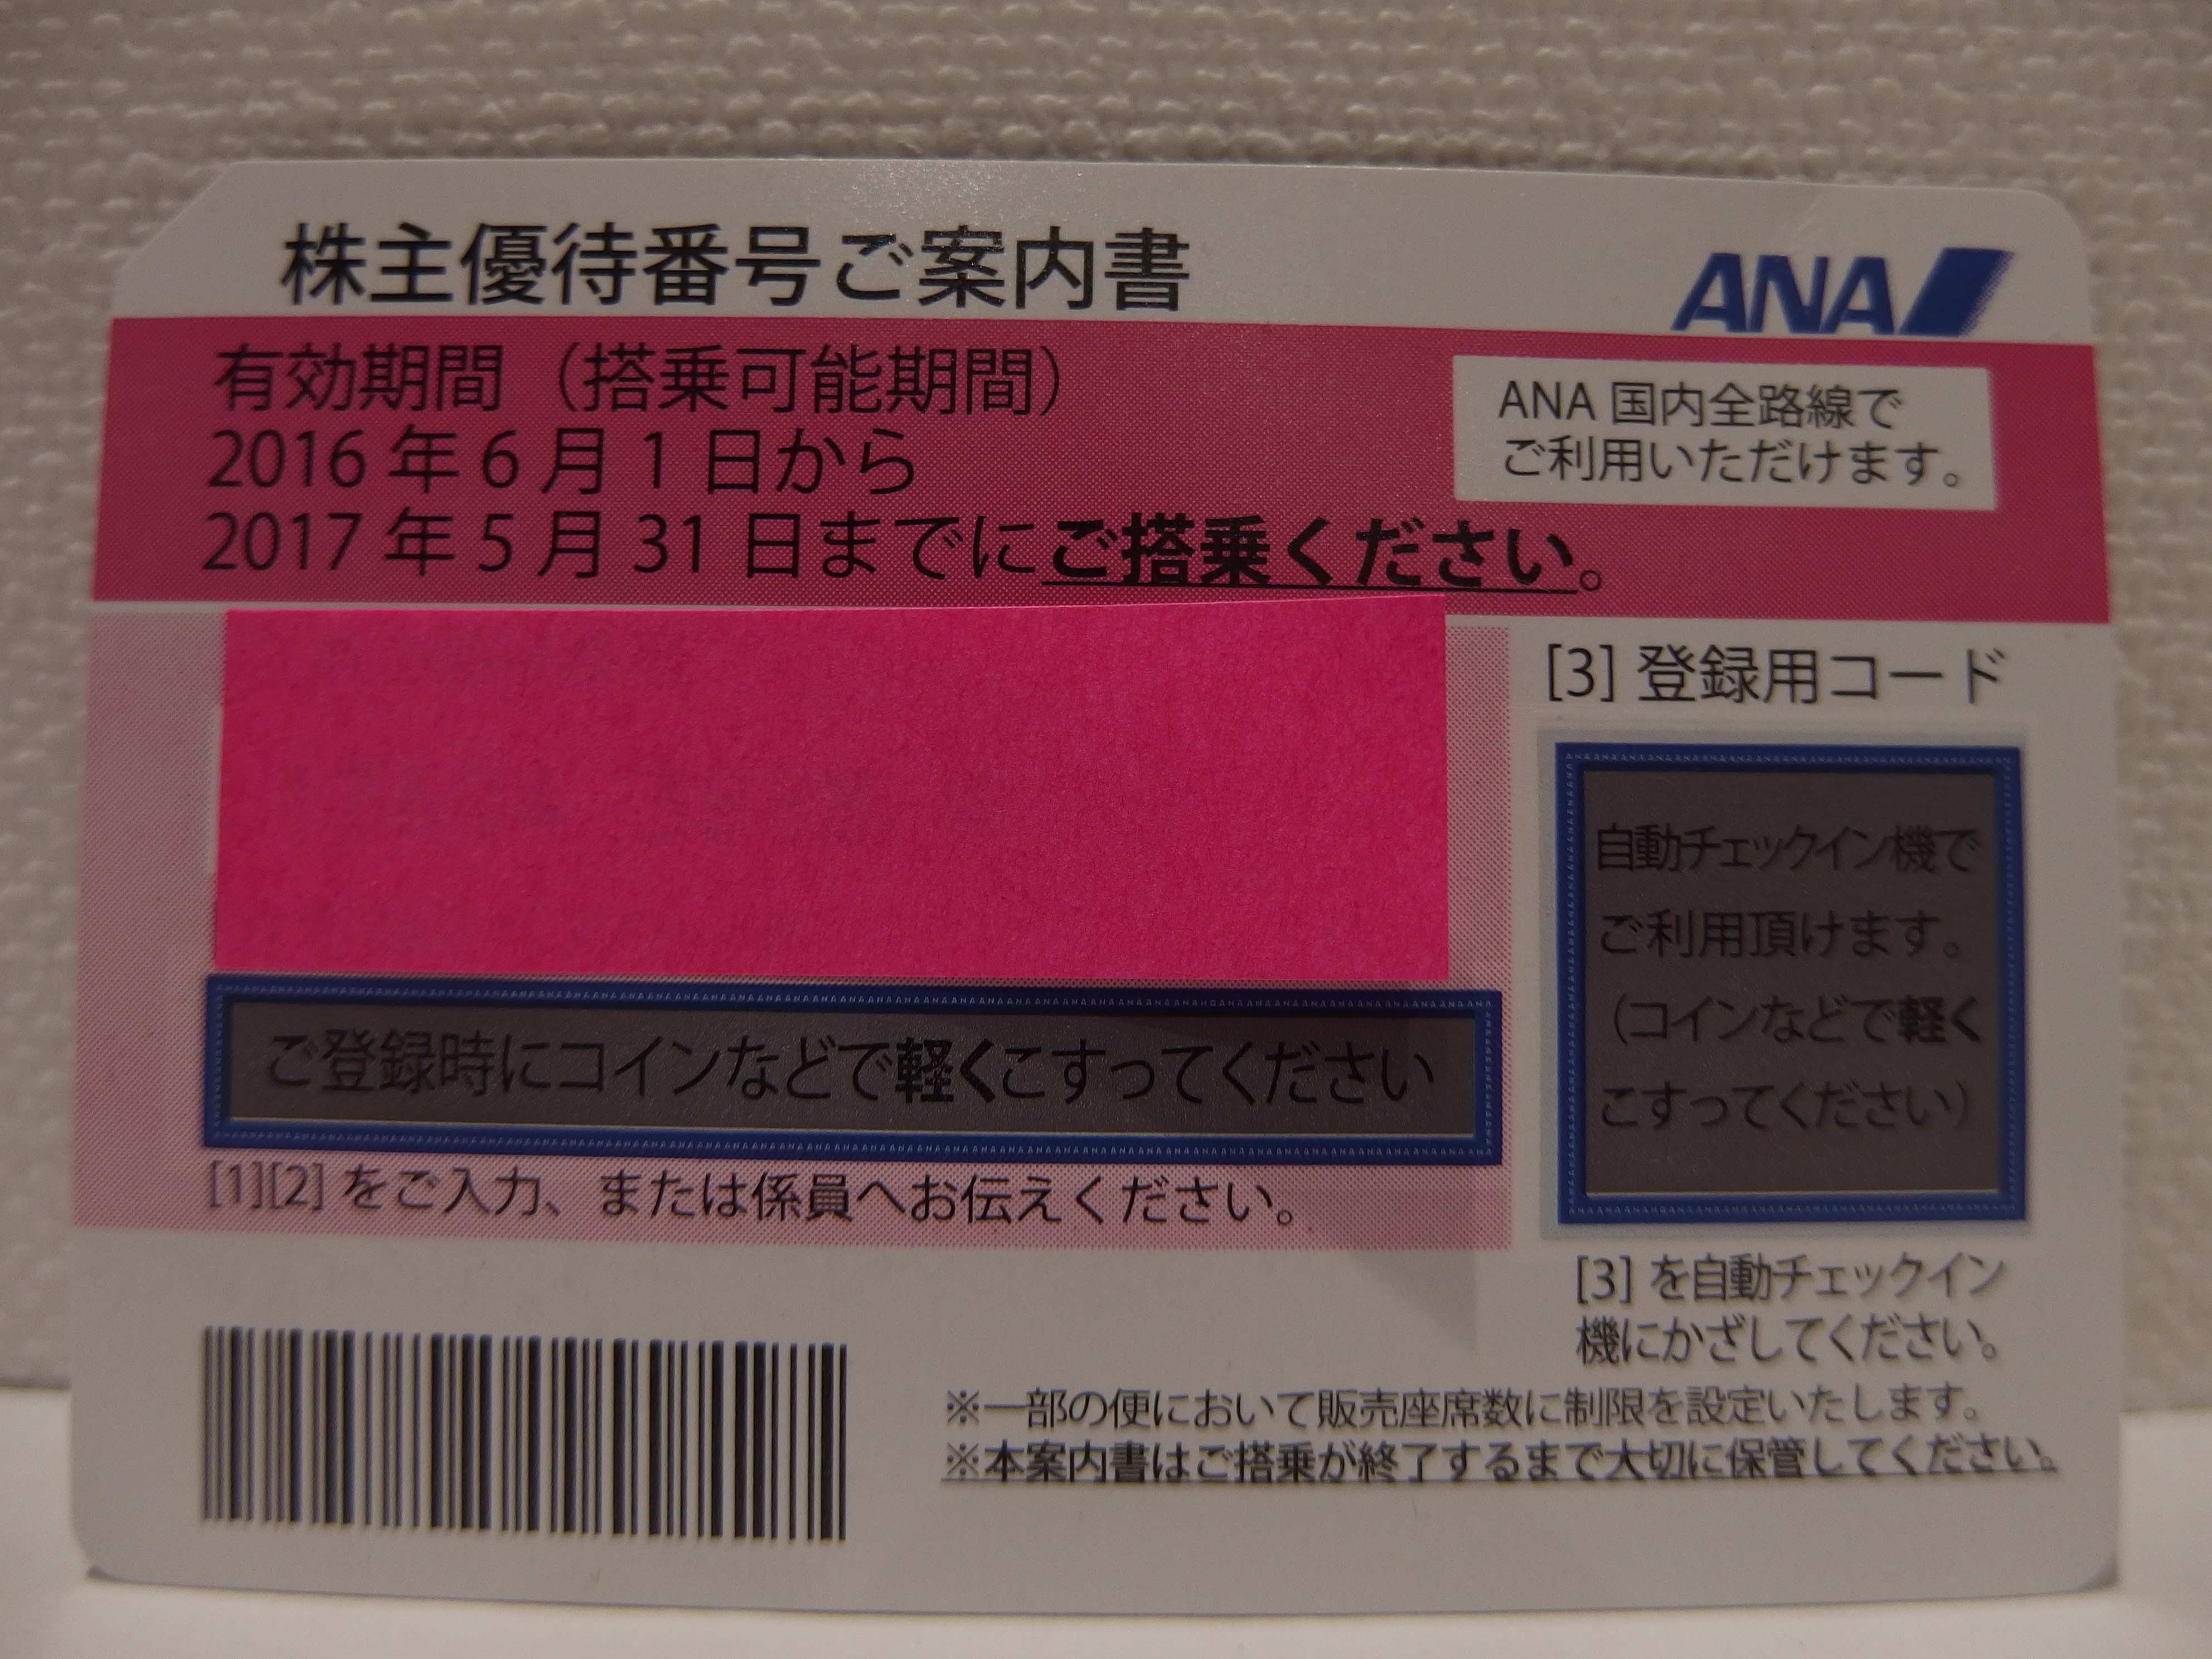 株主優待番号ご案内書
ANA
有効期間（搭乗可能期間）
2016 年 6 月 1 日から
2017 年 5 月 31 日までにご搭乗ください。
ANA 国内全路線で
ご利用いただけます。
[3] 登録用コード
自動チェックイン機で
ご利用頂けます。
（コインなどで軽く
こすってください）
ご登録時にコインなどで軽くこすってください
[1][2] をご入力、または係員へお伝えください。
[3] を自動チェックイン
機にかざしてください。
※一部の便において販売座席数に制限を設定いたします。
※本案内書はご搭乗が終了するまで大切に保管してください。